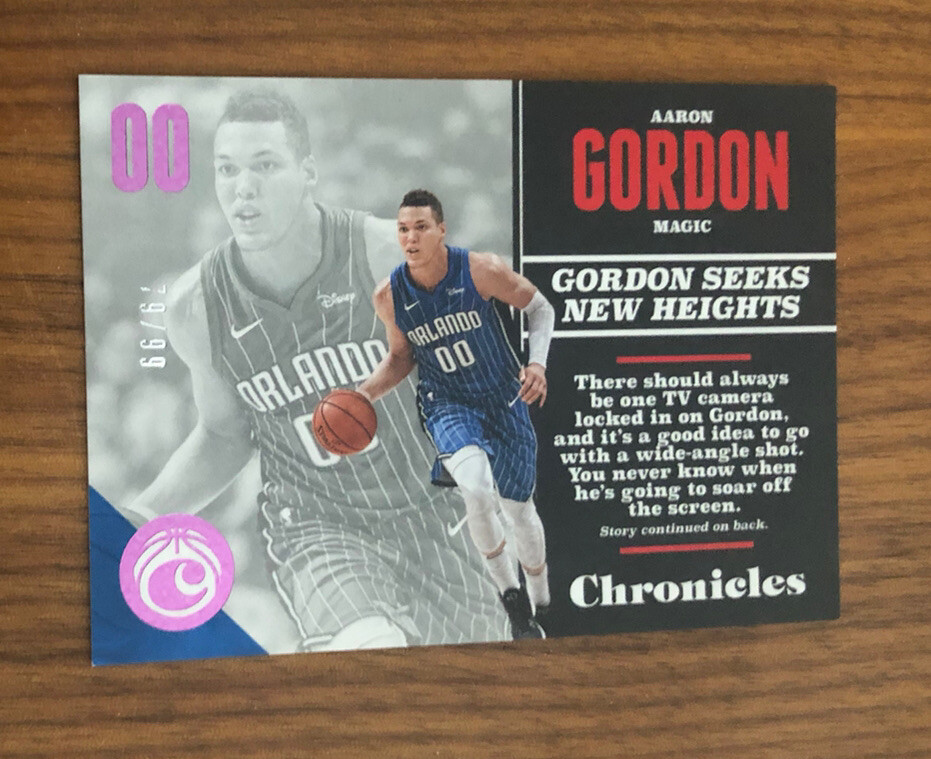 00
79/99
Disney
ORLANDO
Disney
ORLANDO
00
AARON
GORDON
MAGIC
GORDON SEEKS
NEW HEIGHTS
There should always
be one TV camera
locked in on Gordon,
and it's a good idea to go
with a wide-angle shot.
You never know when
he's going to soar off
the screen.
Story continued on back.
Chronicles